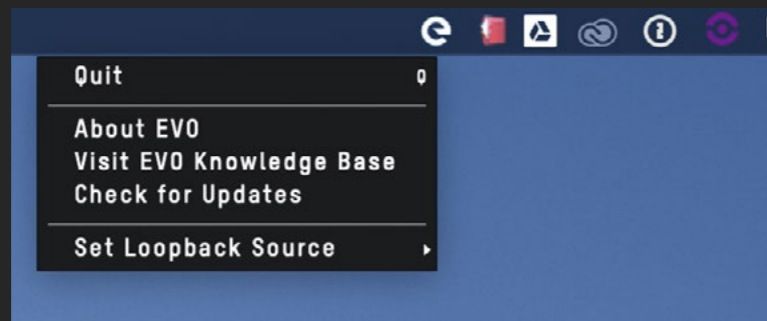 Quit Q
About EVO
Visit EVO Knowledge Base
Check for Updates
Set Loopback Source